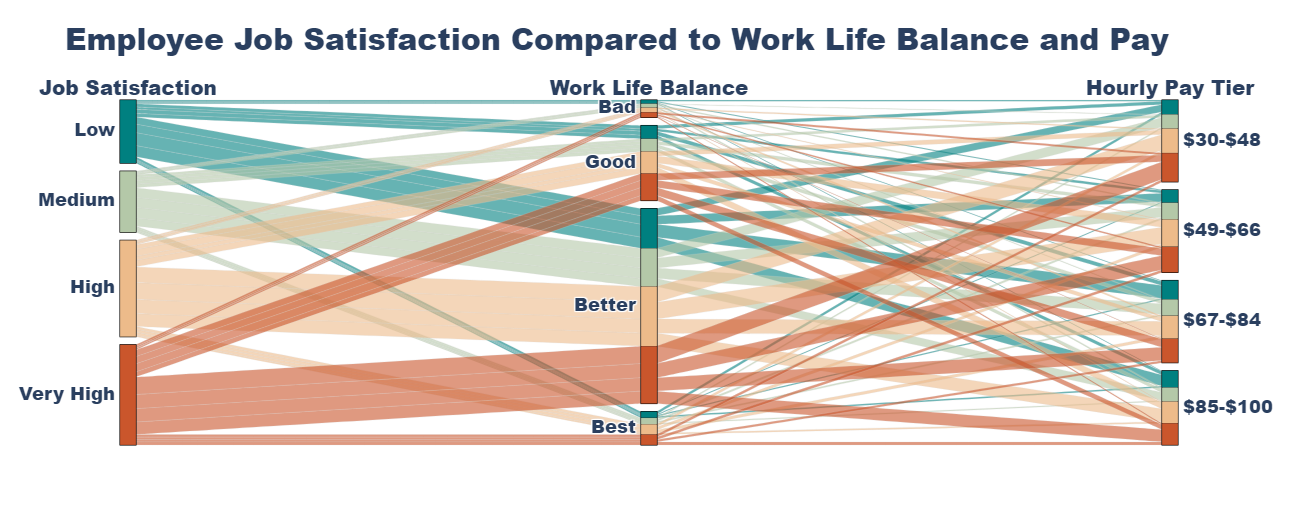 Employee Job Satisfaction Compared to Work Life Balance and Pay
Job Satisfaction
Work Life Balance
Hourly Pay Tier
Low
Medium
High
Very High
Bad
Good
Better
Best
$30-$48
$49-$66
$67-$84
$85-$100